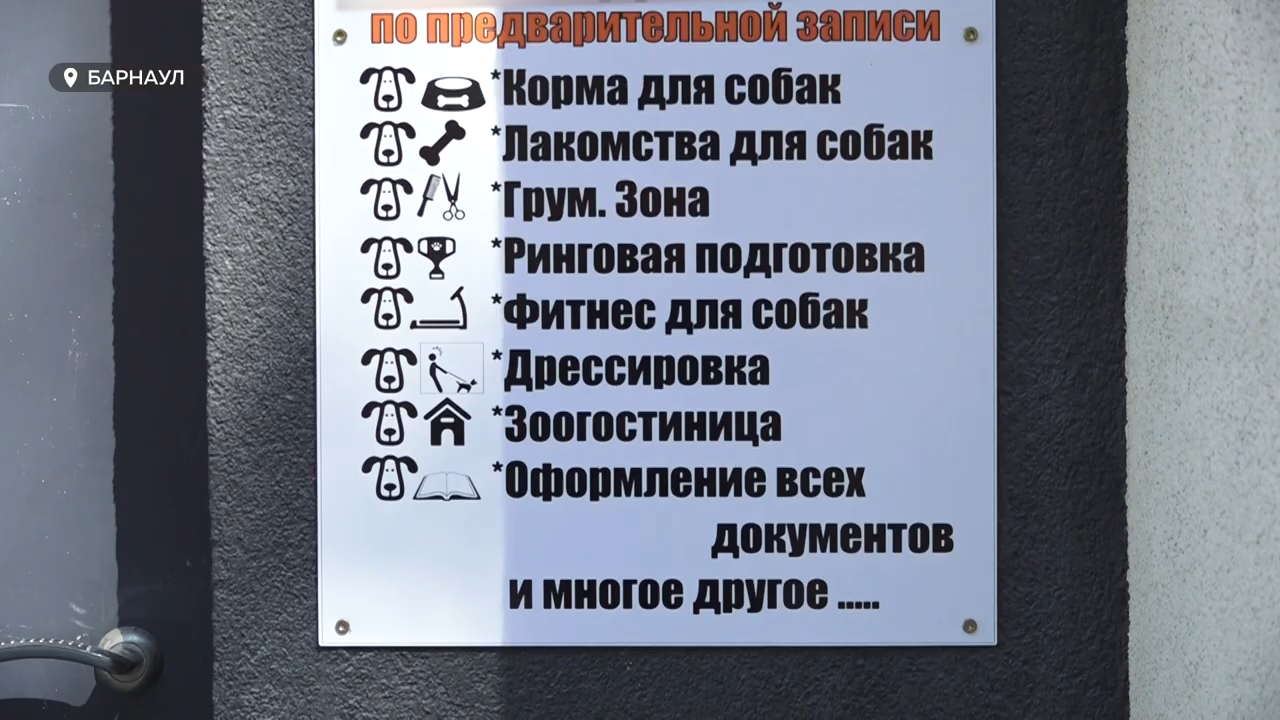 по предварительной записи
БАРНАУЛ
*Корма для собак
*Лакомства для собак
*Грум. Зона
*Ринговая подготовка
*Фитнес для собак
*Дрессировка
*Зоогостиница
*Оформление всех
документов
и многое другое .....